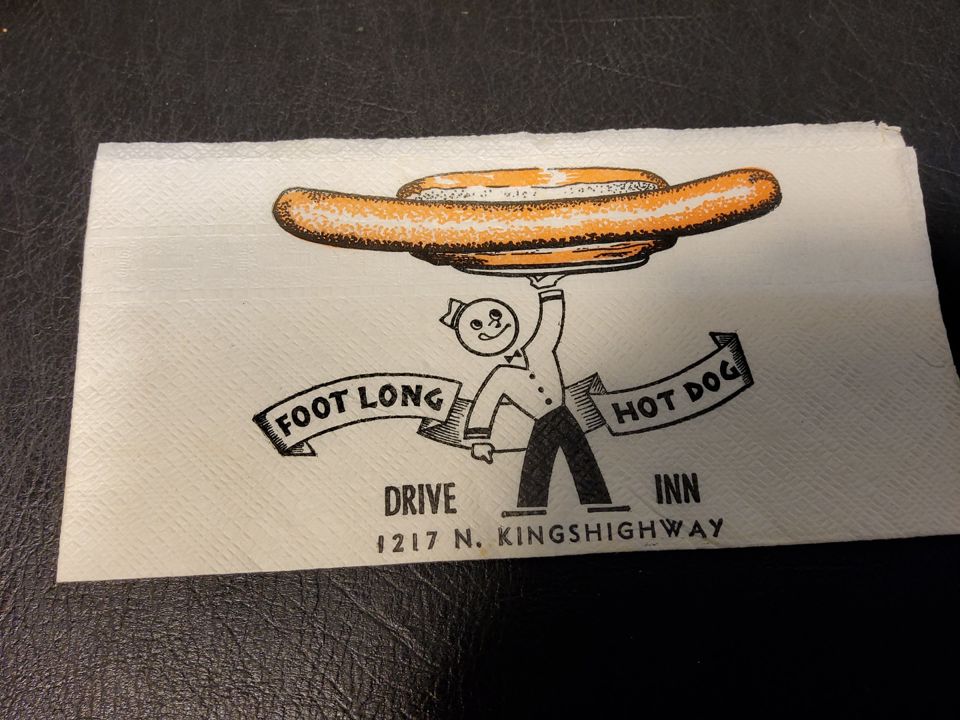 FOOT LONG HOT DOG
DRIVE INN
1217 N. KINGSHIGHWAY